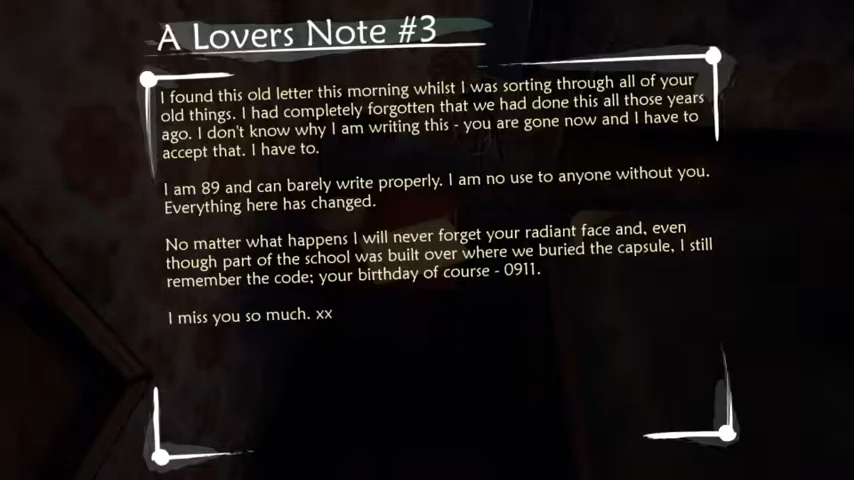 A Lovers Note #3
I found this old letter this morning whilst I was sorting through all of your
old things. I had completely forgotten that we had done this all those years
ago. I don't know why I am writing this - you are gone now and I have to
accept that. I have to.
I am 89 and can barely write properly. I am no use to anyone without you.
Everything here has changed.
No matter what happens I will never forget your radiant face and, even
though part of the school was built over where we buried the capsule, I still
remember the code; your birthday of course - 0911.
I miss you so much. xx